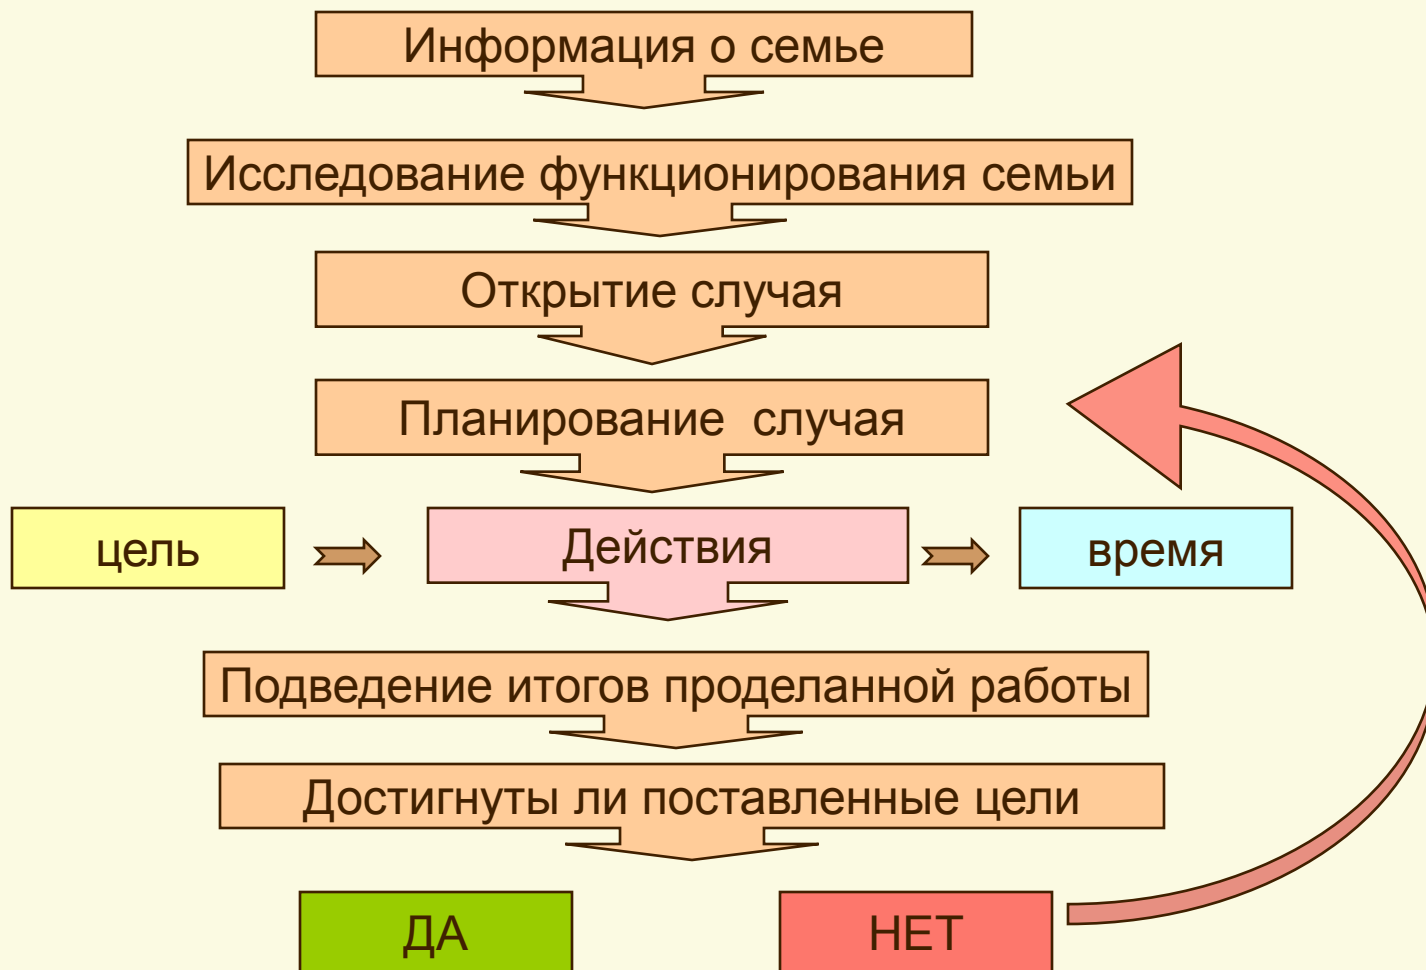 Информация о семье
Исследование функционирования семьи
Открытие случая
Планирование случая
цель
Действия
время
Подведение итогов проделанной работы
Достигнуты ли поставленные цели
ДА
НЕТ